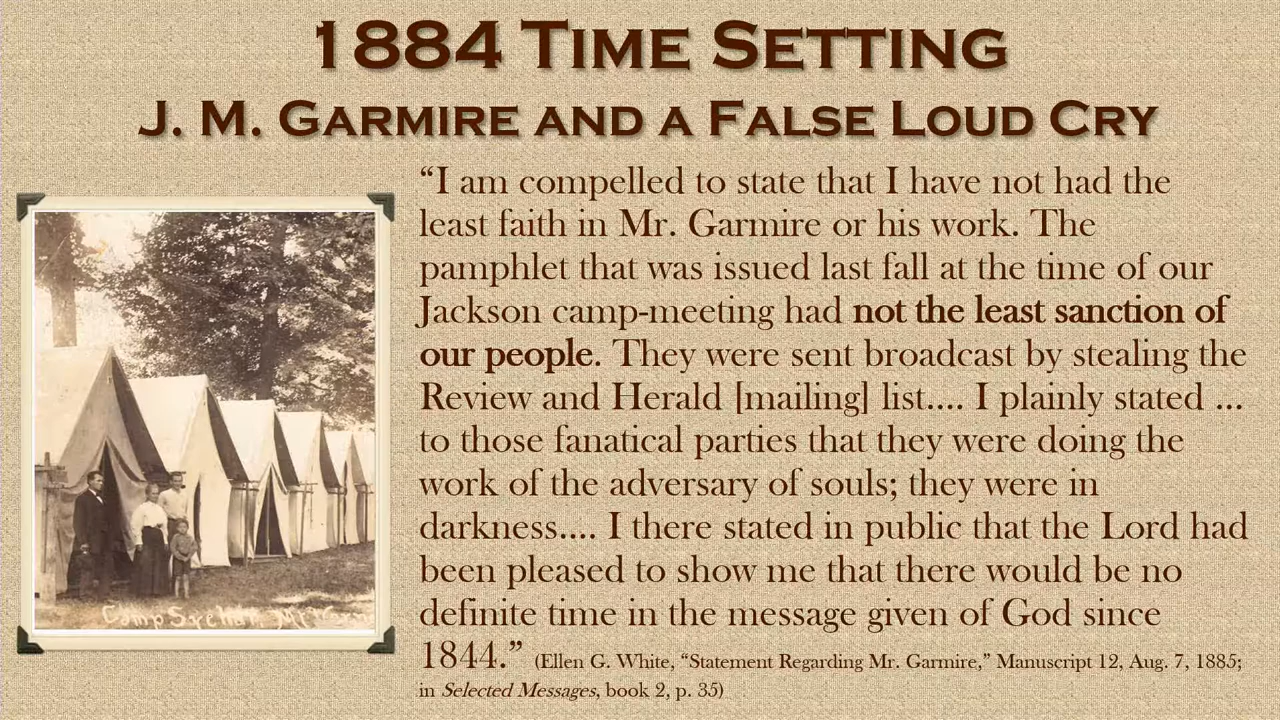 1884 Time Setting
J. M. Garmire and a False Loud Cry
“I am compelled to state that I have not had the
least faith in Mr. Garmire or his work. The
pamphlet that was issued last fall at the time of our
Jackson camp-meeting had not the least sanction of
our people. They were sent broadcast by stealing the
Review and Herald [mailing] list.... I plainly stated ...
to those fanatical parties that they were doing the
work of the adversary of souls; they were in
darkness.... I there stated in public that the Lord had
been pleased to show me that there would be no
definite time in the message given of God since
1844.” (Ellen G. White, “Statement Regarding Mr. Garmire,” Manuscript 12, Aug. 7, 1885;
in Selected Messages, book 2, p. 35)
Camp